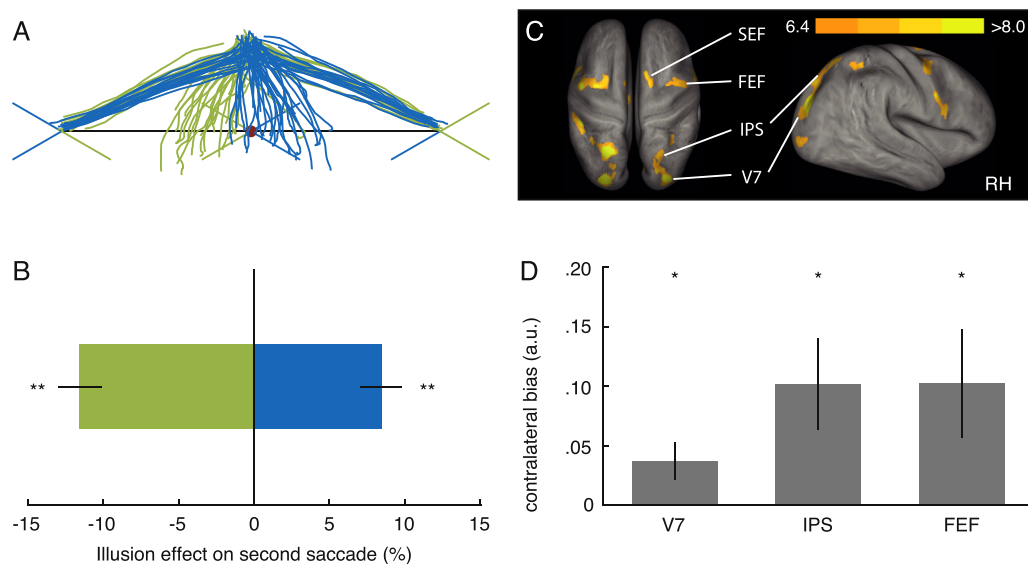 A
B
** **
-15 -10 -5 0 5 10 15
Illusion effect on second saccade (%)
C
6.4 >8.0
SEF
FEF
IPS
V7
RH
D
contralateral bias (a.u.)
.20
.15
.10
.05
0
* * *
V7 IPS FEF